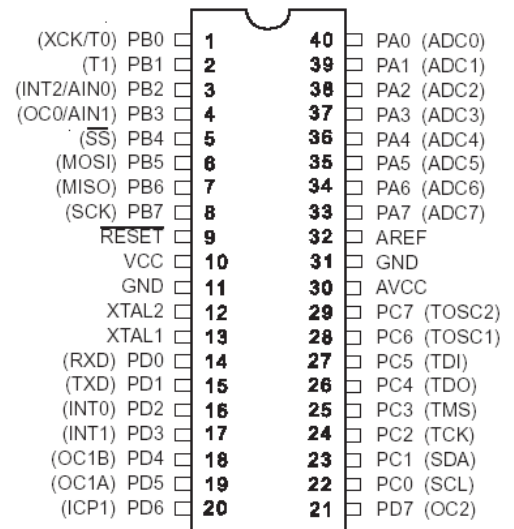 (XCK/T0) PB0 1 40 PA0 (ADC0)
(T1) PB1 2 39 PA1 (ADC1)
(INT2/AIN0) PB2 3 38 PA2 (ADC2)
(OC0/AIN1) PB3 4 37 PA3 (ADC3)
(S̅S̅) PB4 5 36 PA4 (ADC4)
(MOSI) PB5 6 35 PA5 (ADC5)
(MISO) PB6 7 34 PA6 (ADC6)
(SCK) PB7 8 33 PA7 (ADC7)
R̅E̅S̅E̅T̅ 9 32 AREF
VCC 10 31 GND
GND 11 30 AVCC
XTAL2 12 29 PC7 (TOSC2)
XTAL1 13 28 PC6 (TOSC1)
(RXD) PD0 14 27 PC5 (TDI)
(TXD) PD1 15 26 PC4 (TDO)
(INT0) PD2 16 25 PC3 (TMS)
(INT1) PD3 17 24 PC2 (TCK)
(OC1B) PD4 18 23 PC1 (SDA)
(OC1A) PD5 19 22 PC0 (SCL)
(ICP1) PD6 20 21 PD7 (OC2)